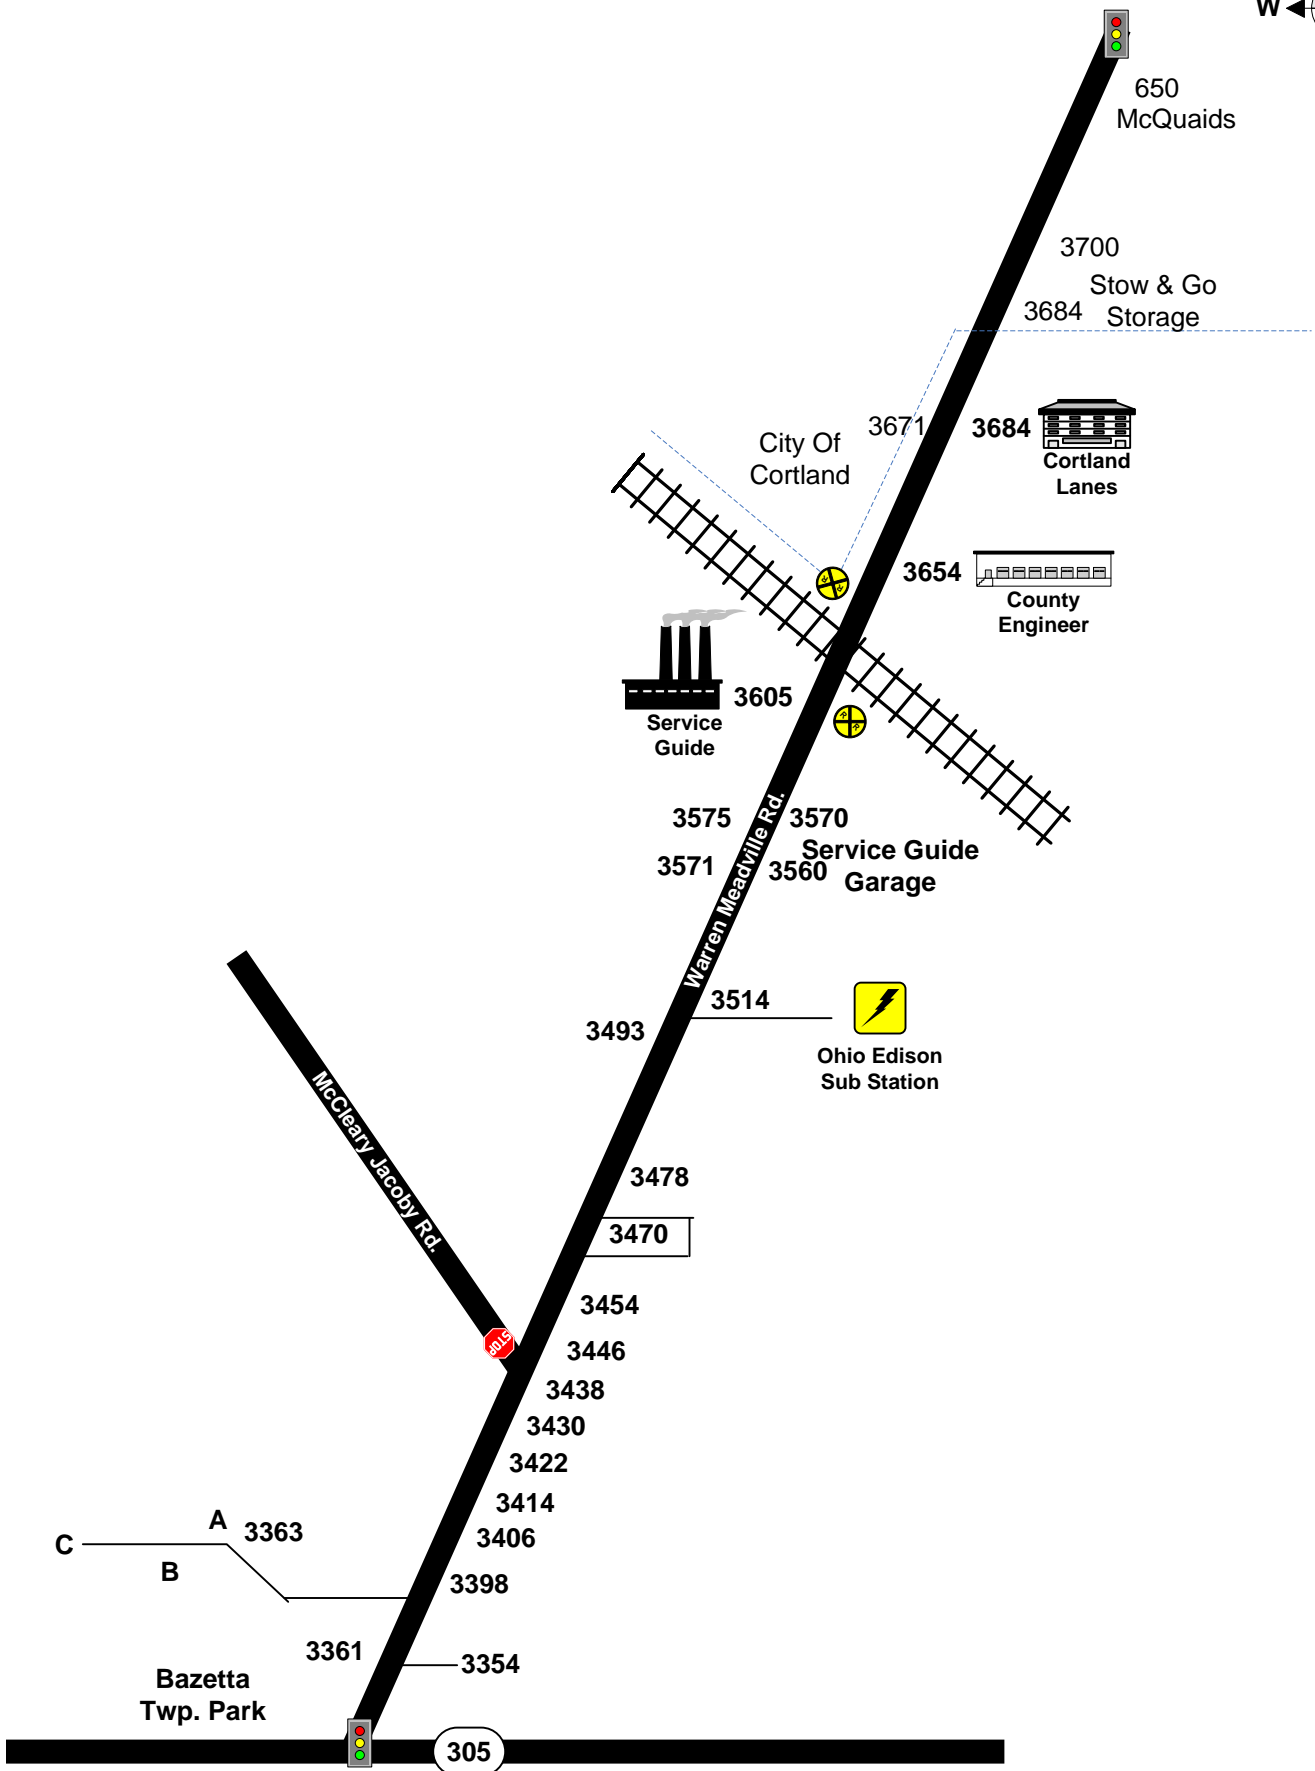 W
650
McQuaids
3700
Stow & Go
Storage
3684
3671
3684
City Of
Cortland
Cortland
Lanes
3654
County
Engineer
3605
Service
Guide
3575
3570
Service Guide
Garage
3571
3560
Warren Meadville Rd.
3514
3493
Ohio Edison
Sub Station
McCleary Jacoby Rd.
3478
3470
3454
STOP
3446
3438
3430
3422
3414
A
3363
3406
C
B
3398
3361
3354
Bazetta
Twp. Park
305